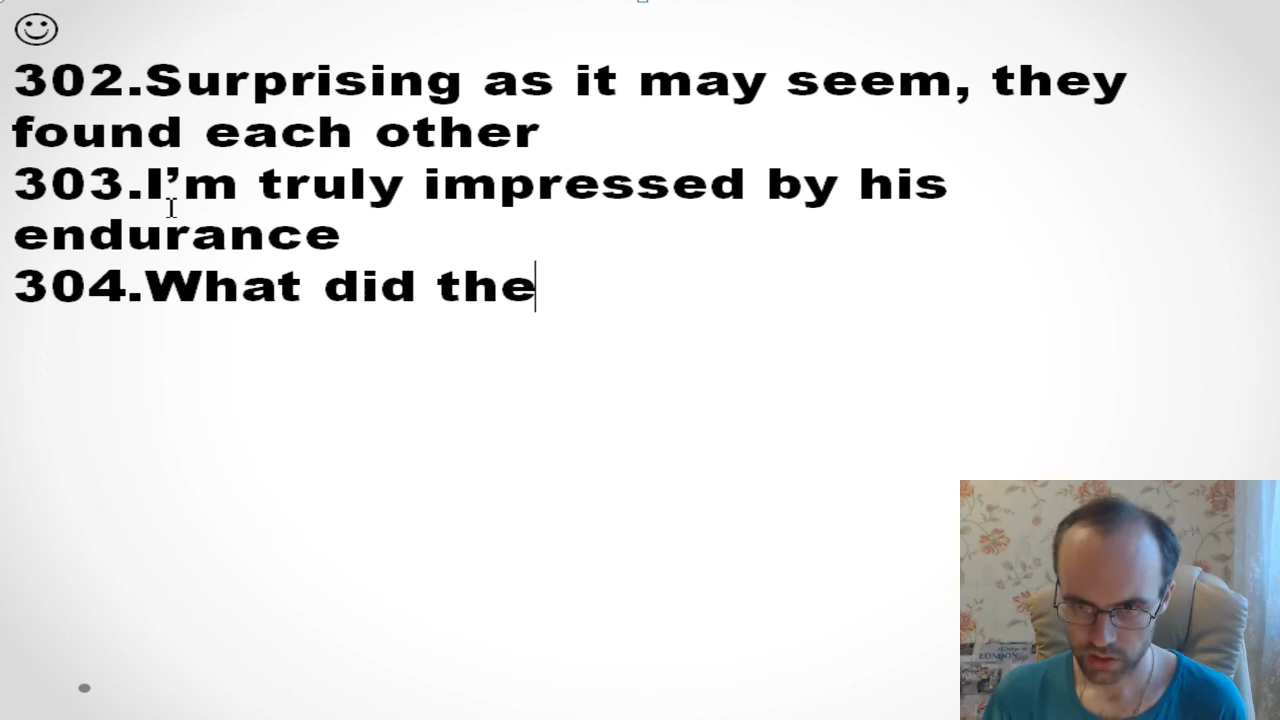 302.Surprising as it may seem, they
found each other
303.I’m truly impressed by his
endurance
304.What did the
LONDON